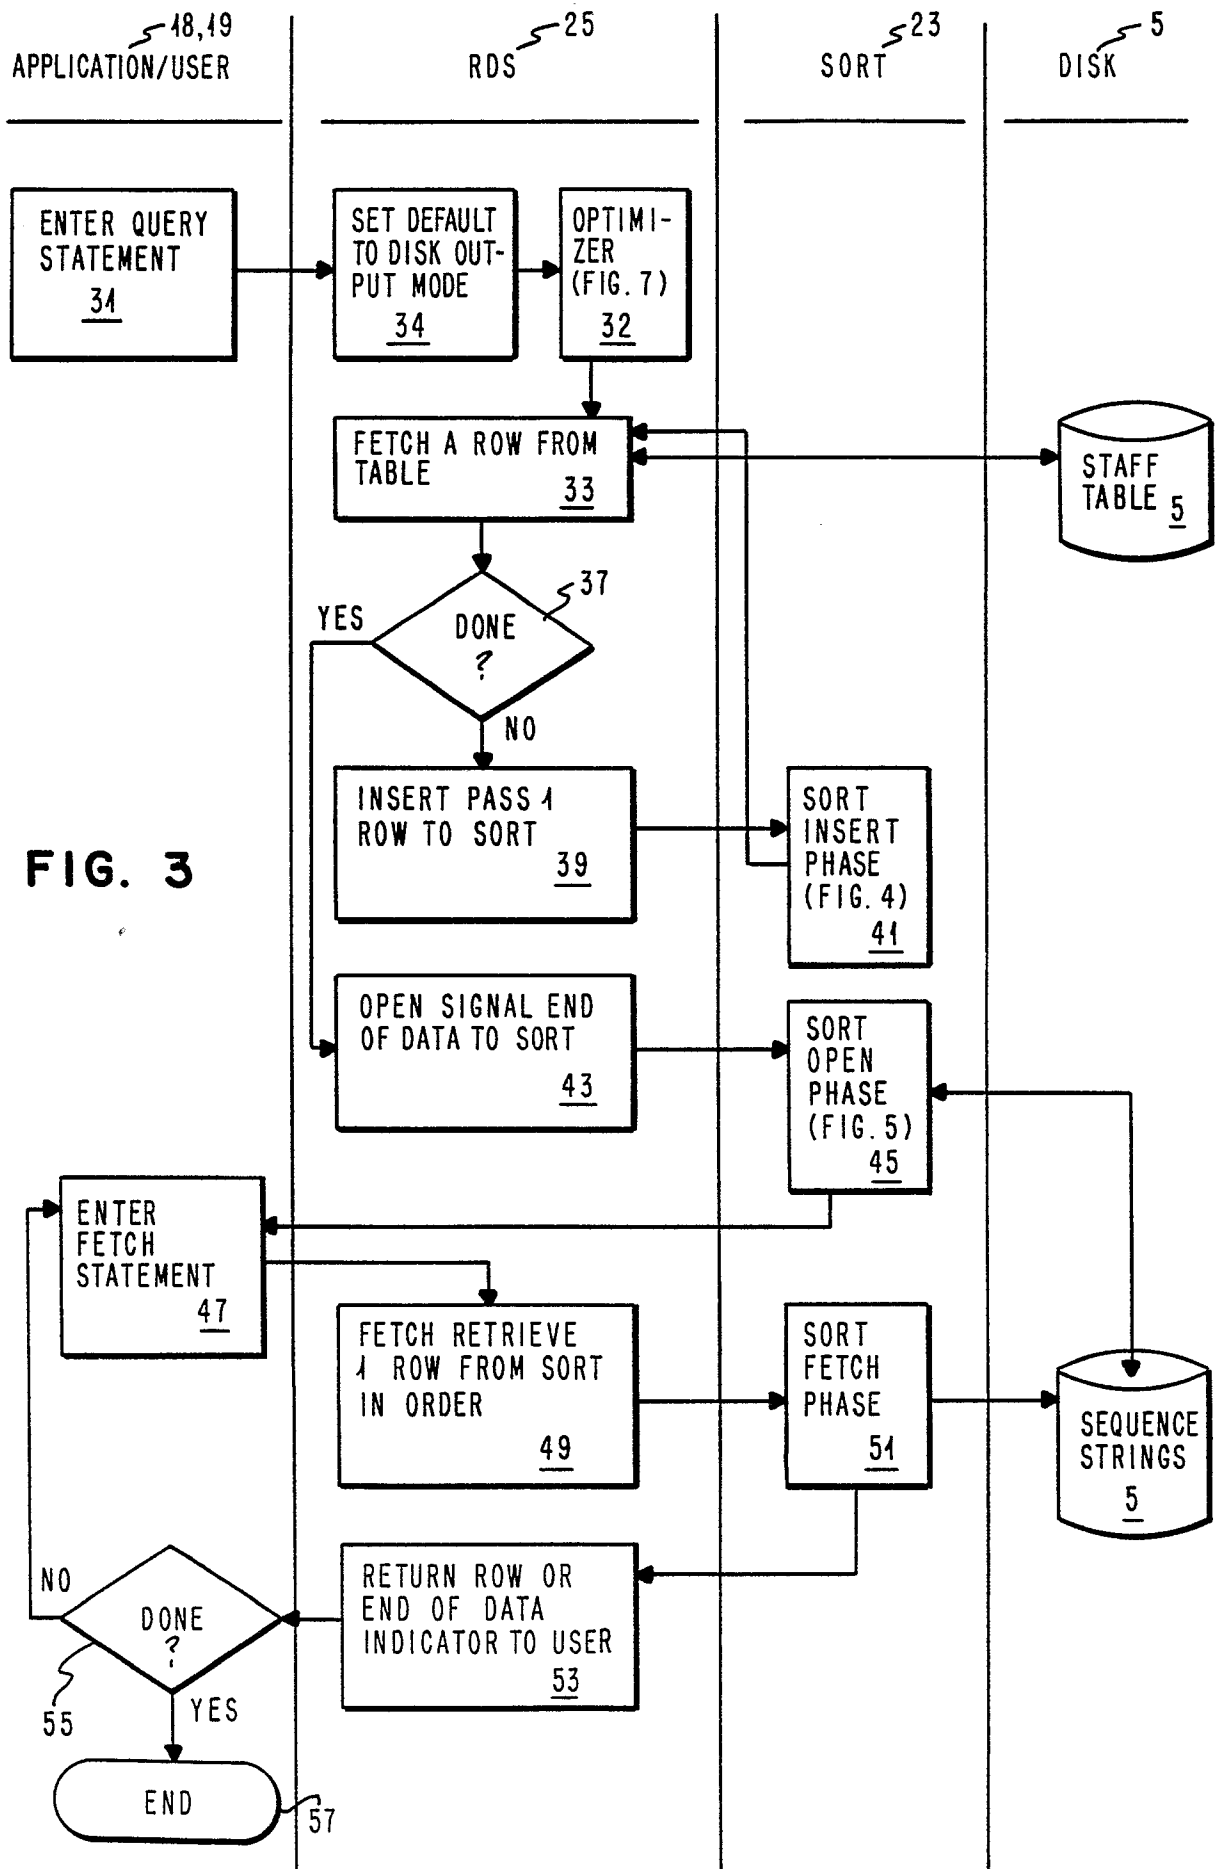 18,19
APPLICATION/USER
25
RDS
23
SORT
5
DISK
ENTER QUERY
STATEMENT
31
SET DEFAULT
TO DISK OUT-
PUT MODE
34
OPTIMI-
ZER
(FIG. 7)
32
FETCH A ROW FROM
TABLE
33
STAFF
TABLE 5
37
YES
DONE
?
NO
INSERT PASS 1
ROW TO SORT
39
SORT
INSERT
PHASE
(FIG. 4)
41
FIG. 3
OPEN SIGNAL END
OF DATA TO SORT
43
SORT
OPEN
PHASE
(FIG. 5)
45
ENTER
FETCH
STATEMENT
47
FETCH RETRIEVE
1 ROW FROM SORT
IN ORDER
49
SORT
FETCH
PHASE
51
SEQUENCE
STRINGS
5
NO
DONE
?
55
YES
RETURN ROW OR
END OF DATA
INDICATOR TO USER
53
END
57